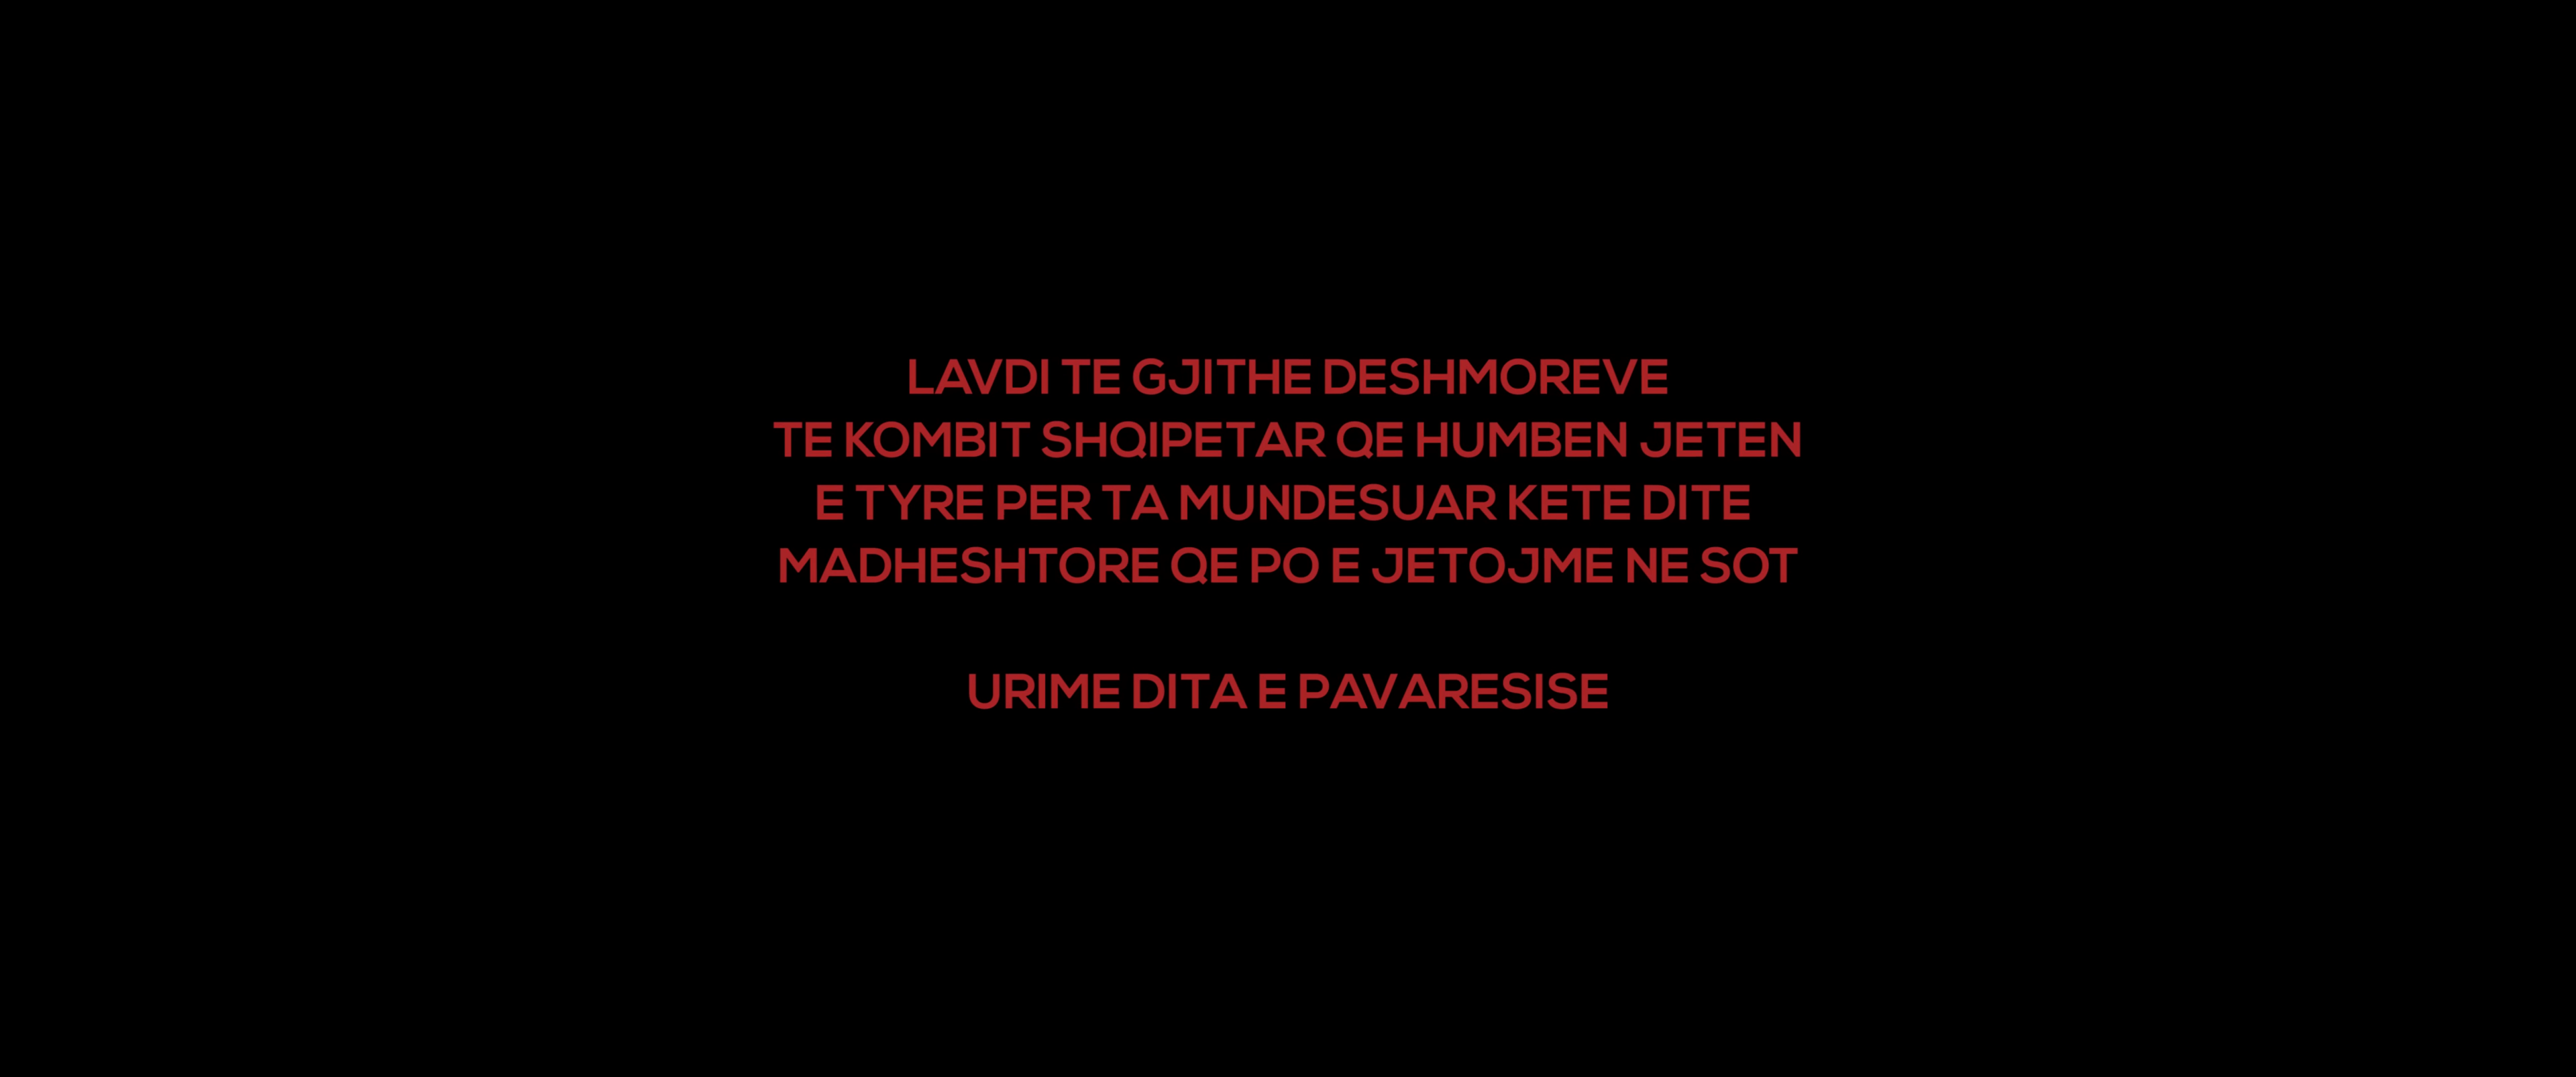 LAVDI TE GJITHE DESHMOREVE
TE KOMBIT SHQIPETAR QE HUMBEN JETEN
E TYRE PER TA MUNDESUAR KETE DITE
MADHESHTORE QE PO E JETOJME NE SOT
URIME DITA E PAVARESISE